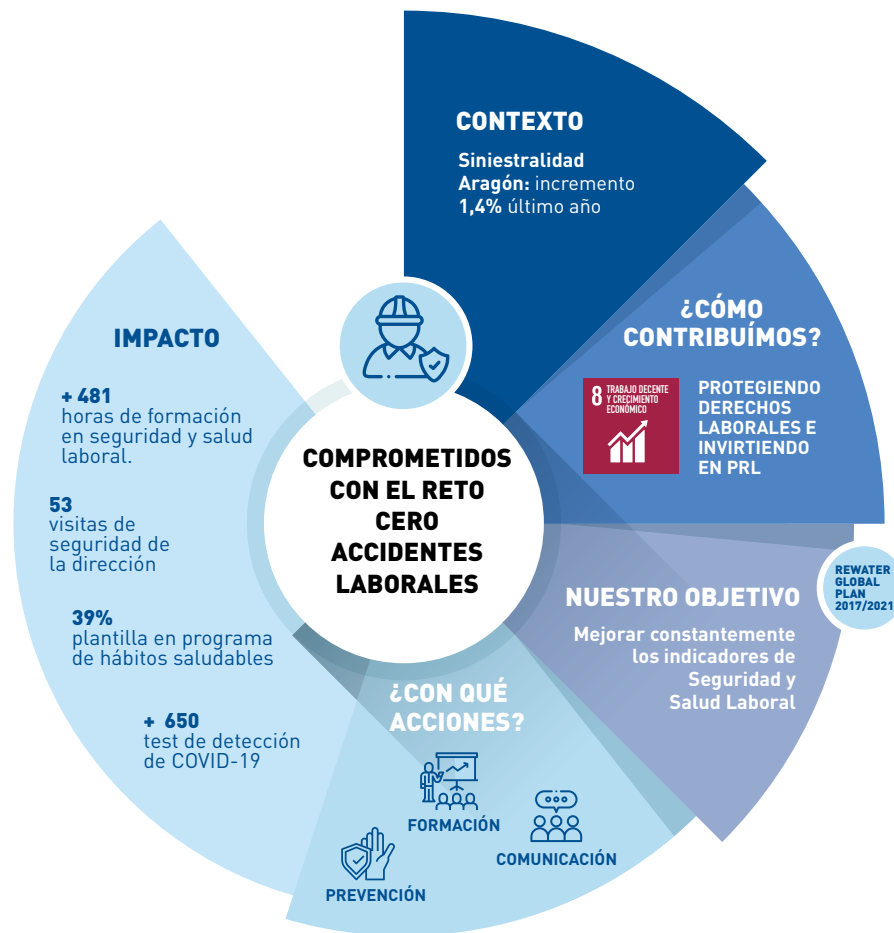 CONTEXTO
Siniestralidad
Aragón: incremento
1,4% último año
¿CÓMO
CONTRIBUÍMOS?
8 TRABAJO DECENTE
Y CRECIMIENTO
ECONÓMICO
PROTEGIENDO
DERECHOS
LABORALES E
INVIRTIENDO
EN PRL
NUESTRO OBJETIVO
Mejorar constantemente
los indicadores de
Seguridad y
Salud Laboral
REWATER
GLOBAL
PLAN
2017/2021
¿CON QUÉ
ACCIONES?
FORMACIÓN
COMUNICACIÓN
PREVENCIÓN
IMPACTO
+ 481
horas de formación
en seguridad y salud
laboral.
53
visitas de
seguridad de
la dirección
39%
plantilla en programa
de hábitos saludables
+ 650
test de detección
de COVID-19
COMPROMETIDOS
CON EL RETO
CERO
ACCIDENTES
LABORALES